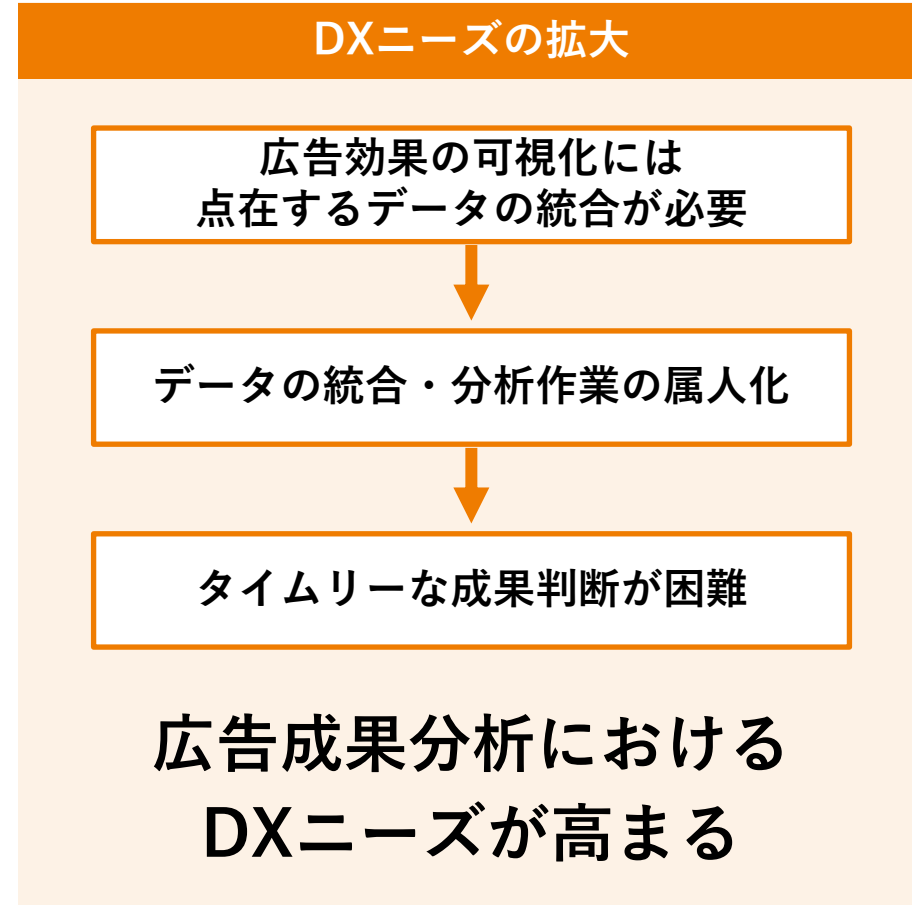 DXニーズの拡大
広告効果の可視化には
点在するデータの統合が必要
データの統合・分析作業の属人化
タイムリーな成果判断が困難
広告成果分析における
DXニーズが高まる